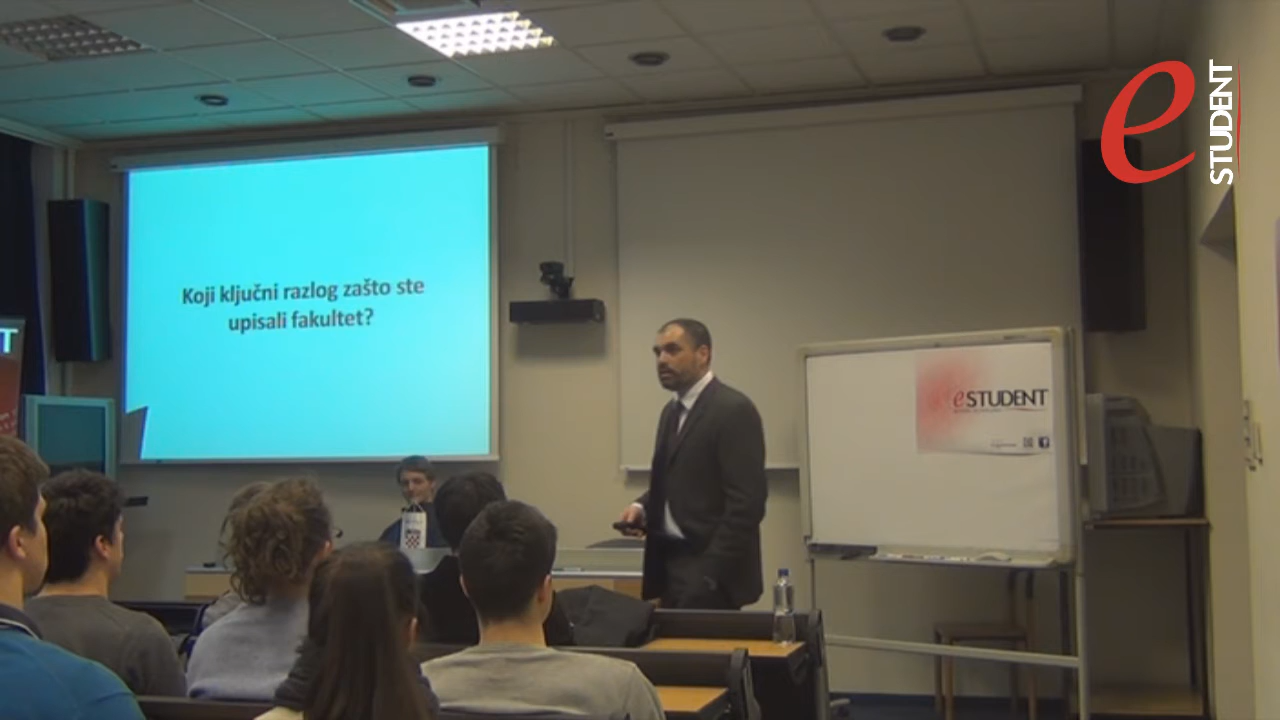 Koji ključni razlog zašto ste
upisali fakultet?
e STUDENT
eSTUDENT
T